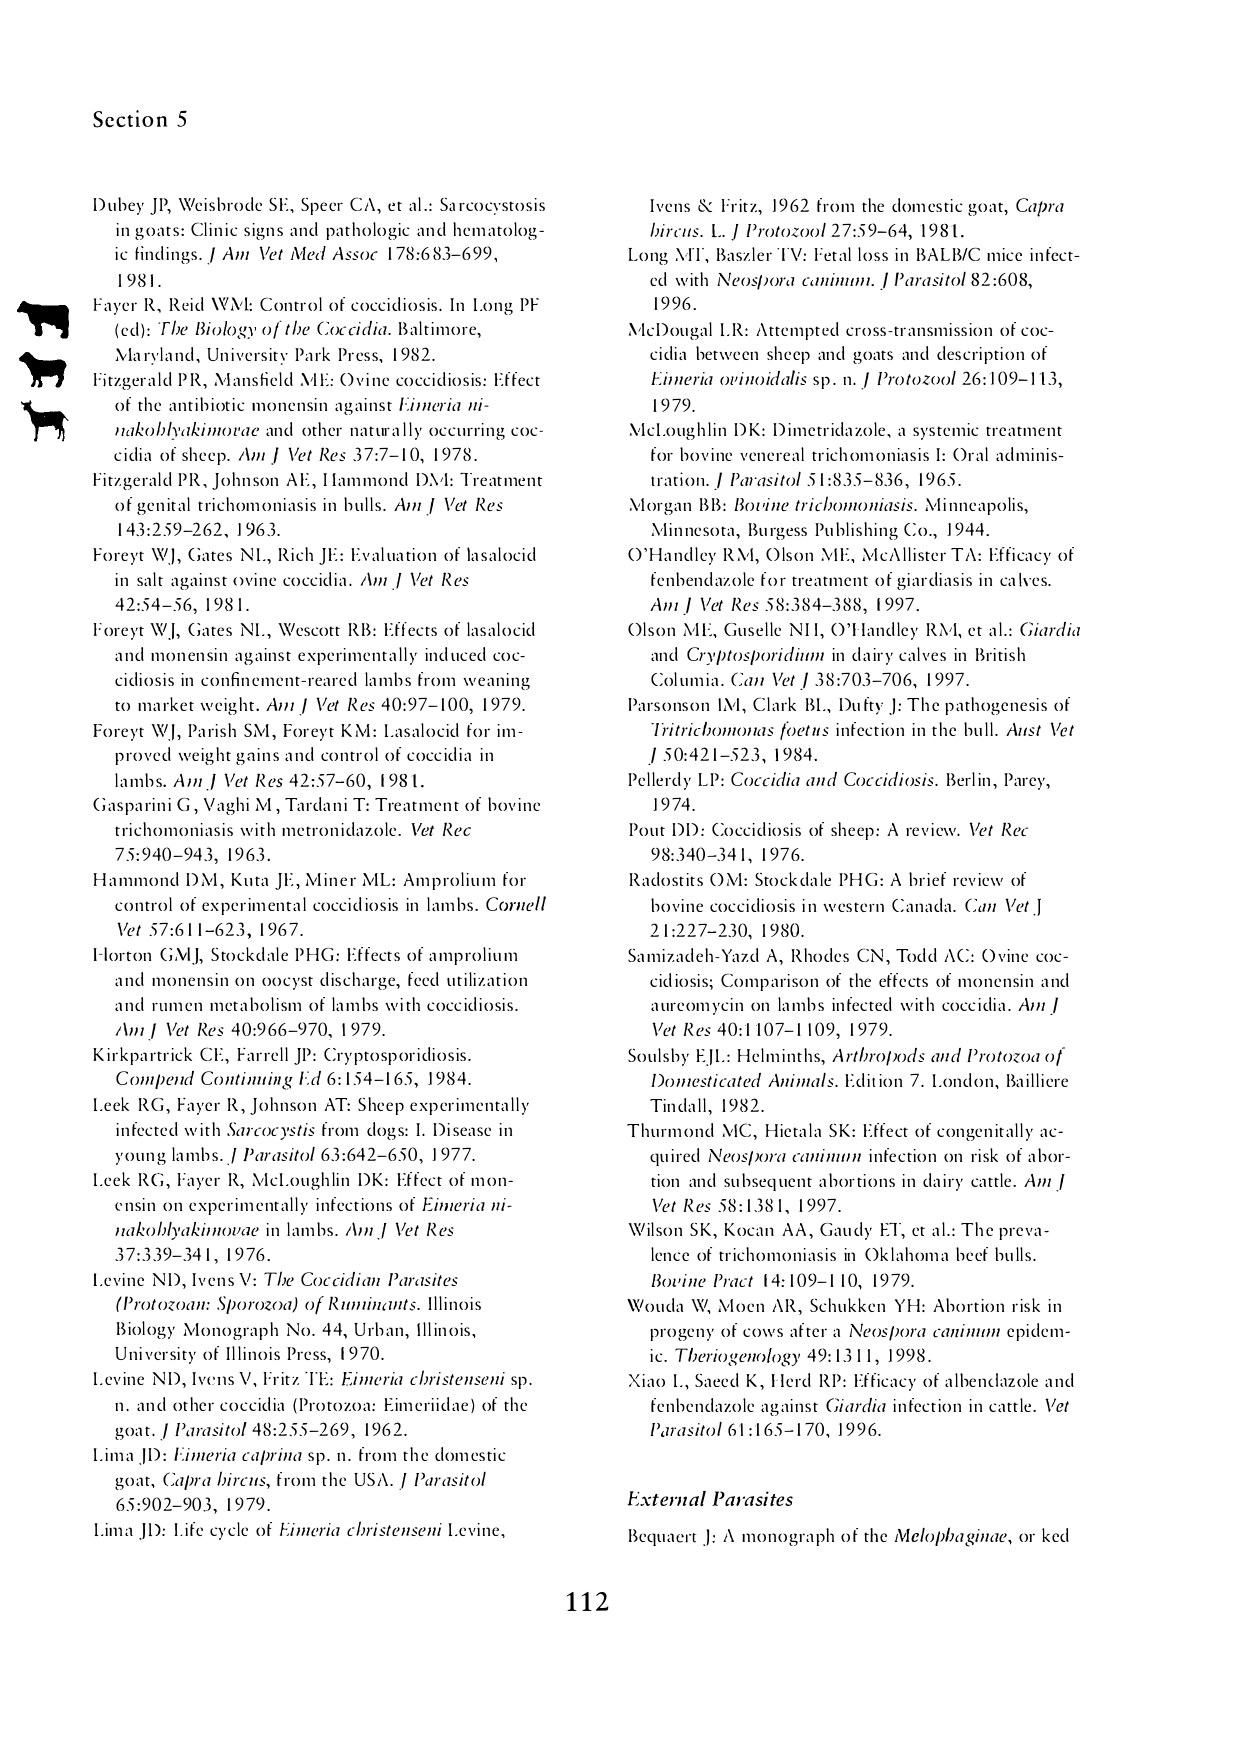 Section 5
Dubey JP, Weisbrode SE, Speer CA, et al.: Sarcocystosis
in goats: Clinic signs and pathologic and hematolog-
ic findings. J Am Vet Med Assoc 178:683–699,
1981.
Fayer R, Reid WM: Control of coccidiosis. In Long PF
(ed): The Biology of the Coccidia. Baltimore,
Maryland, University Park Press, 1982.
Fitzgerald PR, Mansfield ME: Ovine coccidiosis: Effect
of the antibiotic monensin against Eimeria ni-
nakohlyakimovae and other naturally occurring coc-
cidia of sheep. Am J Vet Res 37:7–10, 1978.
Fitzgerald PR, Johnson AE, Hammond DM: Treatment
of genital trichomoniasis in bulls. Am J Vet Res
143:259–262, 1963.
Foreyt WJ, Gates NL, Rich JE: Evaluation of lasalocid
in salt against ovine coccidia. Am J Vet Res
42:54–56, 1981.
Foreyt WJ, Gates NL, Wescott RB: Effects of lasalocid
and monensin against experimentally induced coc-
cidiosis in confinement-reared lambs from weaning
to market weight. Am J Vet Res 40:97–100, 1979.
Foreyt WJ, Parish SM, Foreyt KM: Lasalocid for im-
proved weight gains and control of coccidia in
lambs. Am J Vet Res 42:57–60, 1981.
Gasparini G, Vaghi M, Tardani T: Treatment of bovine
trichomoniasis with metronidazole. Vet Rec
75:940–943, 1963.
Hammond DM, Kuta JE, Miner ML: Amprolium for
control of experimental coccidiosis in lambs. Cornell
Vet 57:611–623, 1967.
Horton GMJ, Stockdale PHG: Effects of amprolium
and monensin on oocyst discharge, feed utilization
and rumen metabolism of lambs with coccidiosis.
Am J Vet Res 40:966–970, 1979.
Kirkpartrick CE, Farrell JP: Cryptosporidiosis.
Compend Continuing Ed 6:154–165, 1984.
Leek RG, Fayer R, Johnson AT: Sheep experimentally
infected with Sarcocystis from dogs: I. Disease in
young lambs. J Parasitol 63:642–650, 1977.
Leek RG, Fayer R, McLoughlin DK: Effect of mon-
ensin on experimentally infections of Eimeria ni-
nakohlyakimovae in lambs. Am J Vet Res
37:339–341, 1976.
Levine ND, Ivens V: The Coccidian Parasites
(Protozoan: Sporozoa) of Ruminants. Illinois
Biology Monograph No. 44, Urban, Illinois,
University of Illinois Press, 1970.
Levine ND, Ivens V, Fritz TE: Eimeria christenseni sp.
n. and other coccidia (Protozoa: Eimeriidae) of the
goat. J Parasitol 48:255–269, 1962.
Lima JD: Eimeria caprina sp. n. from the domestic
goat, Capra hircus, from the USA. J Parasitol
65:902–903, 1979.
Lima JD: Life cycle of Eimeria christenseni Levine,
Ivens & Fritz, 1962 from the domestic goat, Capra
hircus. L. J Protozool 27:59–64, 1981.
Long MT, Baszler TV: Fetal loss in BALB/C mice infect-
ed with Neospora caninum. J Parasitol 82:608,
1996.
McDougal LR: Attempted cross-transmission of coc-
cidia between sheep and goats and description of
Eimeria ovinoidalis sp. n. J Protozool 26:109–113,
1979.
McLoughlin DK: Dimetridazole, a systemic treatment
for bovine venereal trichomoniasis I: Oral adminis-
tration. J Parasitol 51:835–836, 1965.
Morgan BB: Bovine trichomoniasis. Minneapolis,
Minnesota, Burgess Publishing Co., 1944.
O'Handley RM, Olson ME, McAllister TA: Efficacy of
fenbendazole for treatment of giardiasis in calves.
Am J Vet Res 58:384–388, 1997.
Olson ME, Guselle NH, O'Handley RM, et al.: Giardia
and Cryptosporidium in dairy calves in British
Columia. Can Vet J 38:703–706, 1997.
Parsonson IM, Clark BL, Dufty J: The pathogenesis of
Tritrichomonas foetus infection in the bull. Aust Vet
J 50:421–523, 1984.
Pellerdy LP: Coccidia and Coccidiosis. Berlin, Parey,
1974.
Pout DD: Coccidiosis of sheep: A review. Vet Rec
98:340–341, 1976.
Radostits OM: Stockdale PHG: A brief review of
bovine coccidiosis in western Canada. Can Vet J
21:227–230, 1980.
Samizadeh-Yazd A, Rhodes CN, Todd AC: Ovine coc-
cidiosis; Comparison of the effects of monensin and
aureomycin on lambs infected with coccidia. Am J
Vet Res 40:1107–1109, 1979.
Soulsby EJL: Helminths, Arthropods and Protozoa of
Domesticated Animals. Edition 7. London, Bailliere
Tindall, 1982.
Thurmond MC, Hietala SK: Effect of congenitally ac-
quired Neospora caninum infection on risk of abor-
tion and subsequent abortions in dairy cattle. Am J
Vet Res 58:1381, 1997.
Wilson SK, Kocan AA, Gaudy ET, et al.: The preva-
lence of trichomoniasis in Oklahoma beef bulls.
Bovine Pract 14:109–110, 1979.
Wouda W, Moen AR, Schukken YH: Abortion risk in
progeny of cows after a Neospora caninum epidem-
ic. Theriogenology 49:1311, 1998.
Xiao L, Saeed K, Herd RP: Efficacy of albendazole and
fenbendazole against Giardia infection in cattle. Vet
Parasitol 61:165–170, 1996.
External Parasites
Bequaert J: A monograph of the Melophaginae, or ked
112